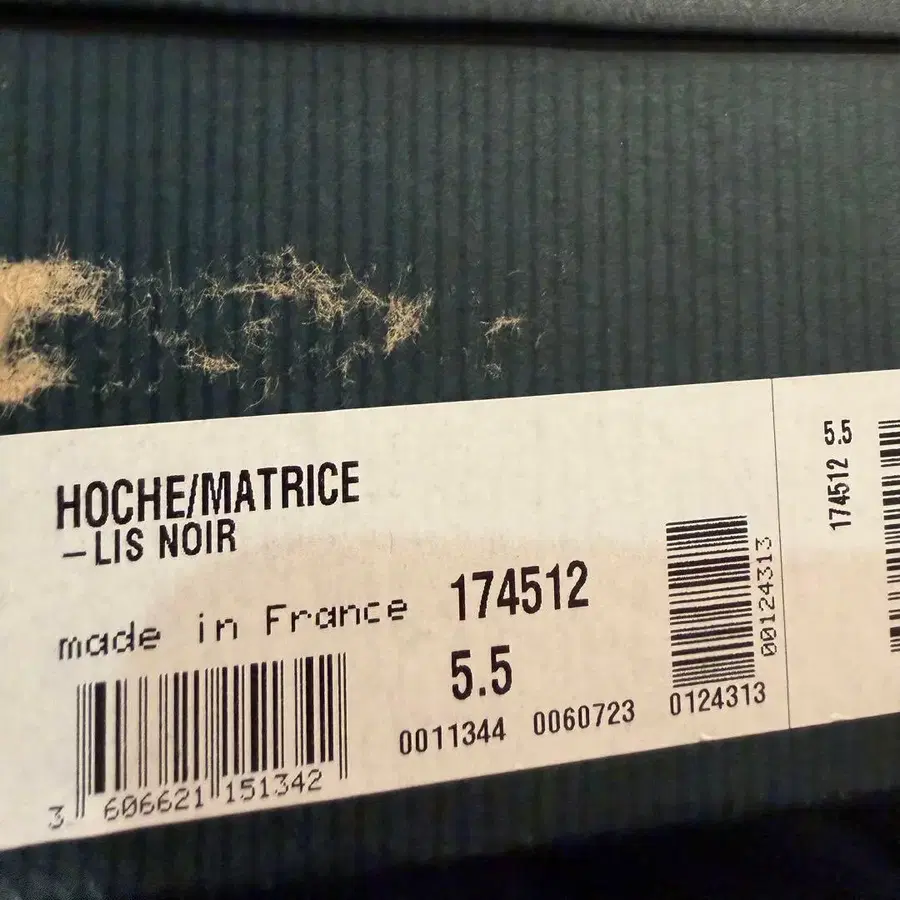 HOCHE/MATRICE
–LIS NOIR
made in France
174512
5.5
0011344 0060723 0124313
00124313
3 606621 151342
5.5
174512